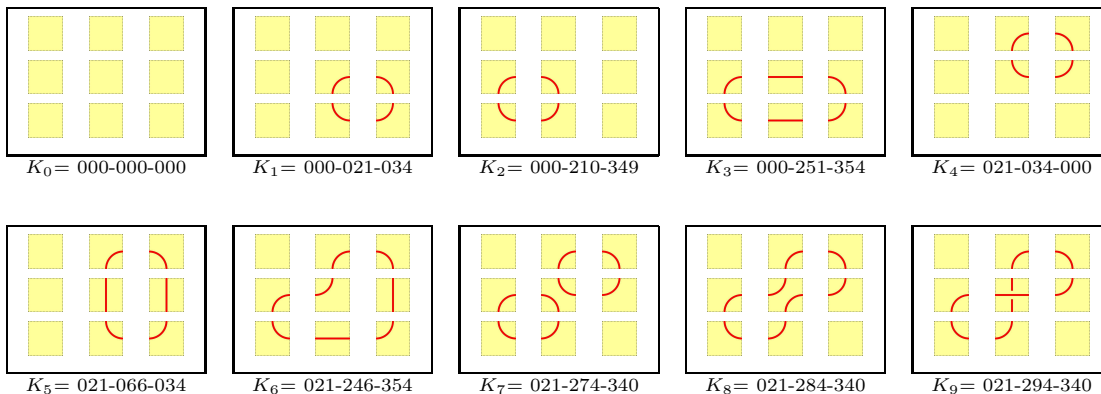 K₀= 000-000-000 K₁= 000-021-034 K₂= 000-210-349 K₃= 000-251-354 K₄= 021-034-000
K₅= 021-066-034 K₆= 021-246-354 K₇= 021-274-340 K₈= 021-284-340 K₉= 021-294-340